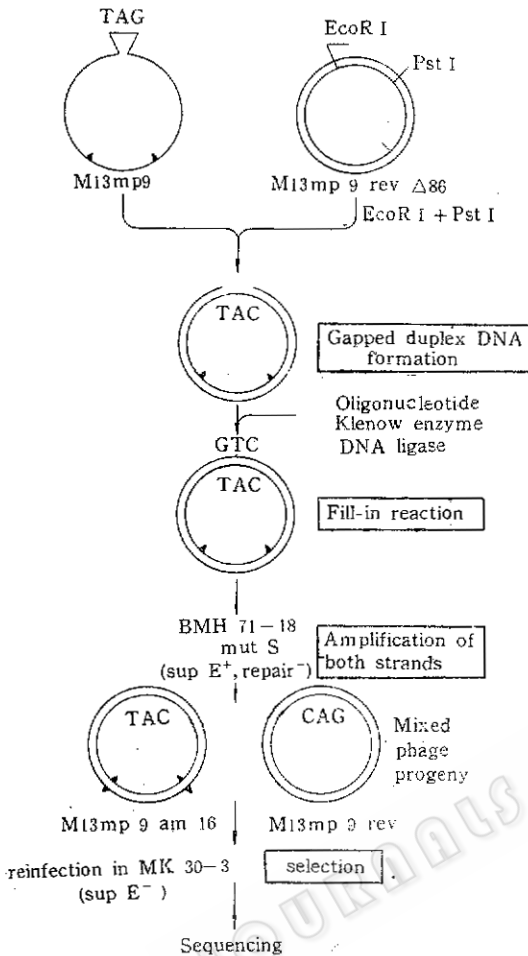 TAG
EcoR I
Pst I
M13mp9
M13mp 9 rev Δ86
EcoR I + Pst I
TAC
Gapped duplex DNA
formation
Oligonucleotide
Klenow enzyme
DNA ligase
GTC
TAC
Fill-in reaction
BMH 71-18
mut S
(sup E⁺, repair⁻)
Amplification of
both strands
TAC
CAG
Mixed
phage
progeny
M13mp 9 am 16
M13mp 9 rev
reinfection in MK 30-3
(sup E⁻)
selection
Sequencing
JOURNALS